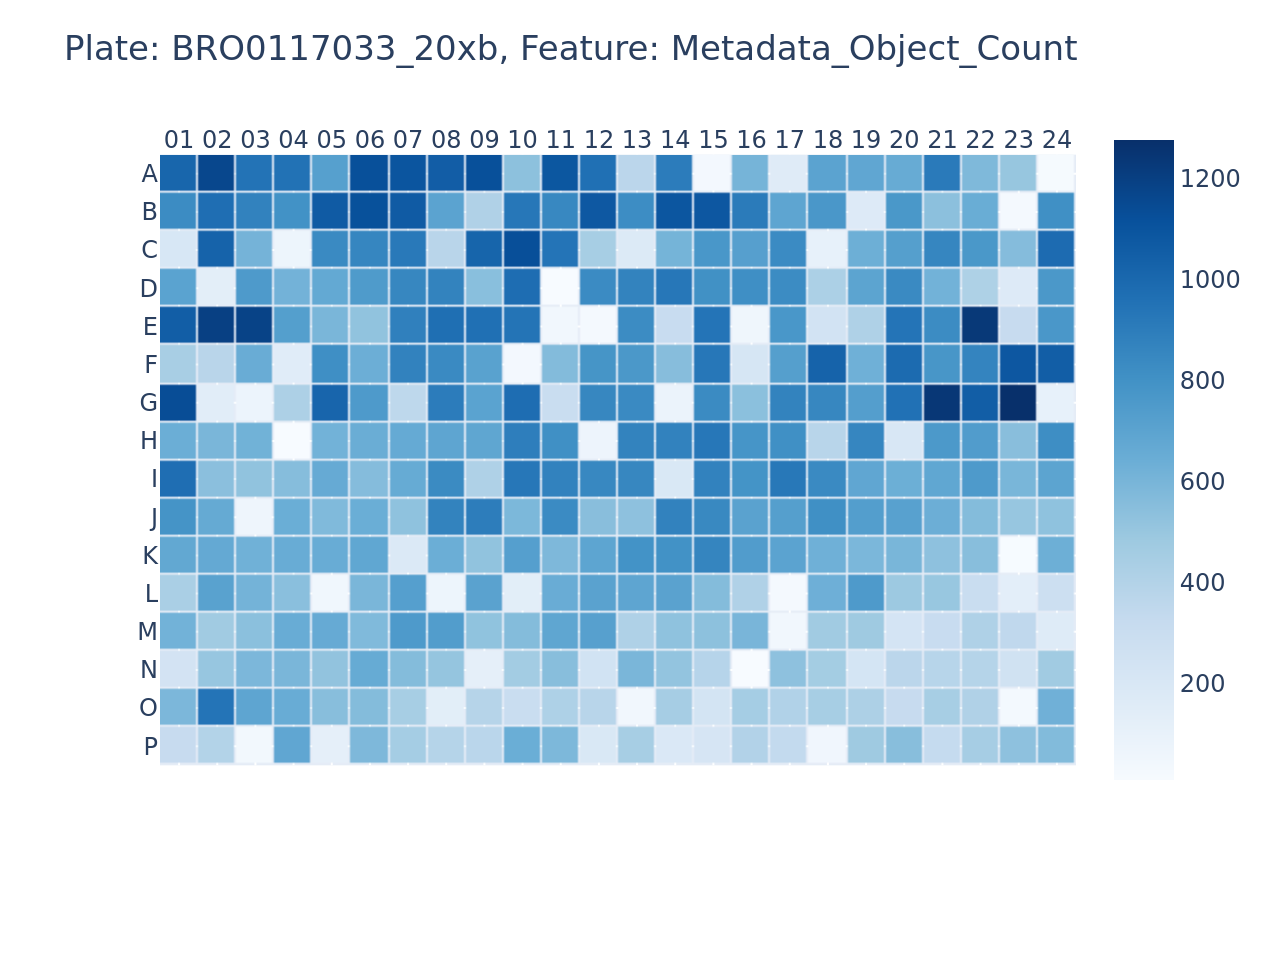 Plate: BRO0117033_20xb, Feature: Metadata_Object_Count
01 02 03 04 05 06 07 08 09 10 11 12 13 14 15 16 17 18 19 20 21 22 23 24
A
B
C
D
E
F
G
H
I
J
K
L
M
N
O
P
1200
1000
800
600
400
200